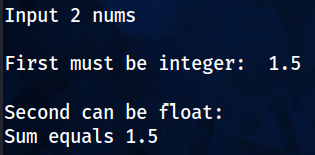 Input 2 nums
First must be integer:  1.5
Second can be float:
Sum equals 1.5